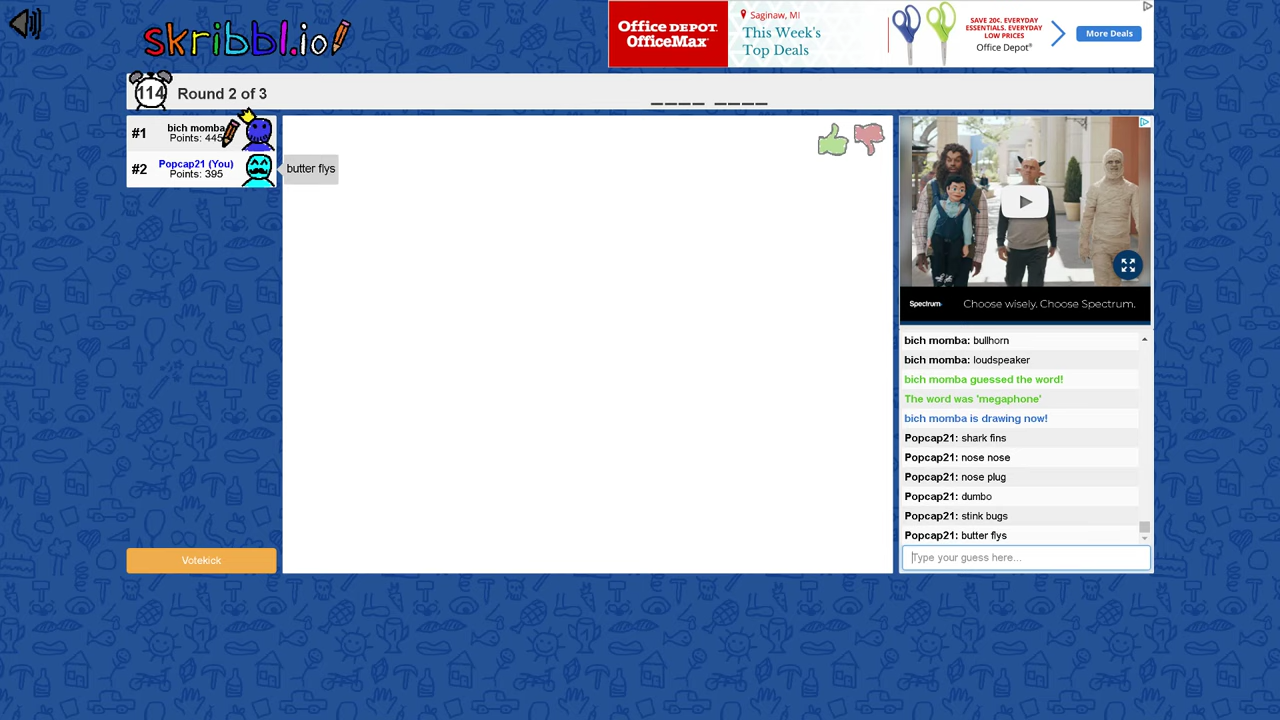 skribbl.io
OFFICE DEPOT
OfficeMax
Saginaw, MI
This Week's
Top Deals
SAVE 20¢. EVERYDAY
ESSENTIALS. EVERYDAY
LOW PRICES
Office Depot
More Deals
114
Round 2 of 3
____ ____
#1
bich momba
Points: 445
#2
Popcap21 (You)
Points: 395
butter flys
Spectrum
Choose wisely. Choose Spectrum.
bich momba: bullhorn
bich momba: loudspeaker
bich momba guessed the word!
The word was 'megaphone'
bich momba is drawing now!
Popcap21: shark fins
Popcap21: nose nose
Popcap21: nose plug
Popcap21: dumbo
Popcap21: stink bugs
Popcap21: butter flys
Type your guess here...
Votekick